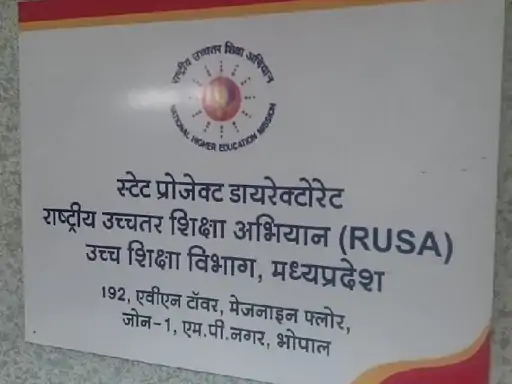 राष्ट्रीय उच्चतर शिक्षा अभियान
NATIONAL HIGHER EDUCATION MISSION
स्टेट प्रोजेक्ट डायरेक्टोरेट
राष्ट्रीय उच्चतर शिक्षा अभियान (RUSA)
उच्च शिक्षा विभाग, मध्यप्रदेश
192, एवीएन टॉवर, मेजनाइन फ्लोर,
जोन-1, एम.पी.नगर, भोपाल